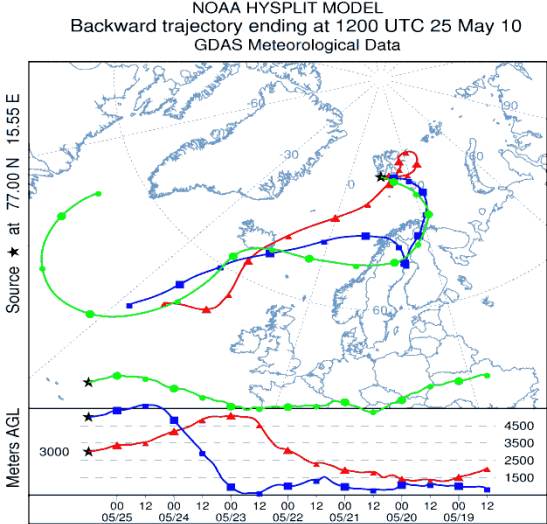 NOAA HYSPLIT MODEL
Backward trajectory ending at 1200 UTC 25 May 10
GDAS Meteorological Data
Source ★ at 77.00 N 15.55 E
-60
-30
0
90
60
30
Meters AGL
3000
4500
3500
2500
1500
00 12 00 12 00 12 00 12 00 12 00 12 00 12
05/25 05/24 05/23 05/22 05/21 05/20 05/19